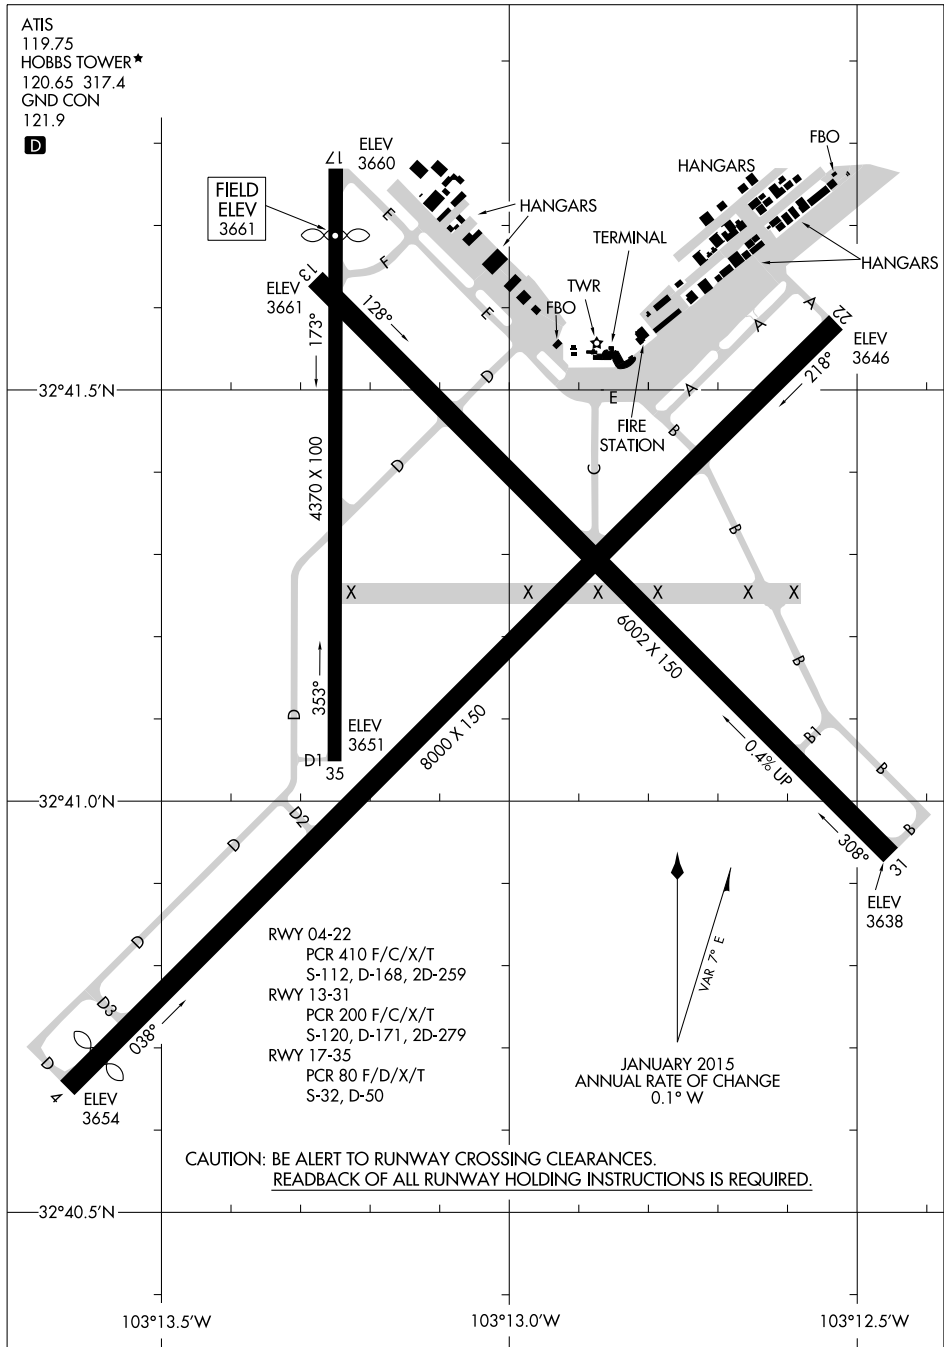 ATIS
119.75
HOBBS TOWER★
120.65 317.4
GND CON
121.9
D
17
ELEV
3660
FIELD
ELEV
3661
HANGARS
TERMINAL
TWR
FBO
HANGARS
FBO
HANGARS
E
F
E
13
ELEV
3661
128°
173°
A
A
A
22
ELEV
3646
218°
32°41.5'N
D
D
E
FIRE
STATION
B
C
B
4370 X 100
X X X X X X
6002 X 150
B
353°
D
ELEV
3651
D1
35
8000 X 150
B1
B
0.4% UP
32°41.0'N
D2
D
B
308°
31
ELEV
3638
D
D3
038°
D
4
ELEV
3654
RWY 04-22
PCR 410 F/C/X/T
S-112, D-168, 2D-259
RWY 13-31
PCR 200 F/C/X/T
S-120, D-171, 2D-279
RWY 17-35
PCR 80 F/D/X/T
S-32, D-50
VAR 7° E
JANUARY 2015
ANNUAL RATE OF CHANGE
0.1° W
CAUTION: BE ALERT TO RUNWAY CROSSING CLEARANCES.
READBACK OF ALL RUNWAY HOLDING INSTRUCTIONS IS REQUIRED.
32°40.5'N
103°13.5'W
103°13.0'W
103°12.5'W